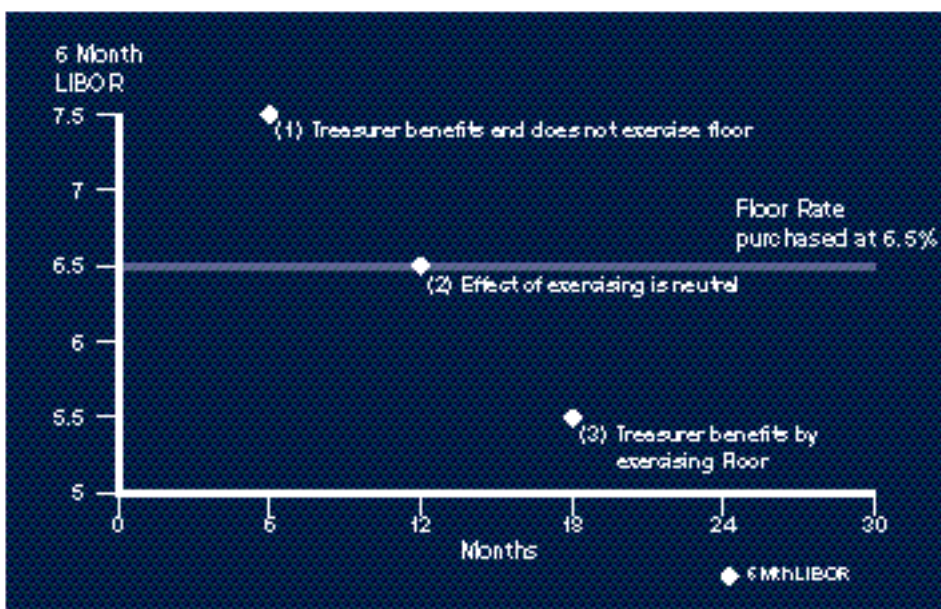 6 Month
LIBOR
7.5
(1) Treasurer benefits and does not exercise floor
7
Floor Rate
purchased at 6.5%
6.5
(2) Effect of exercising is neutral
6
5.5
(3) Treasurer benefits by
exercising floor
5
0 6 12 18 24 30
Months
6 Mth LIBOR